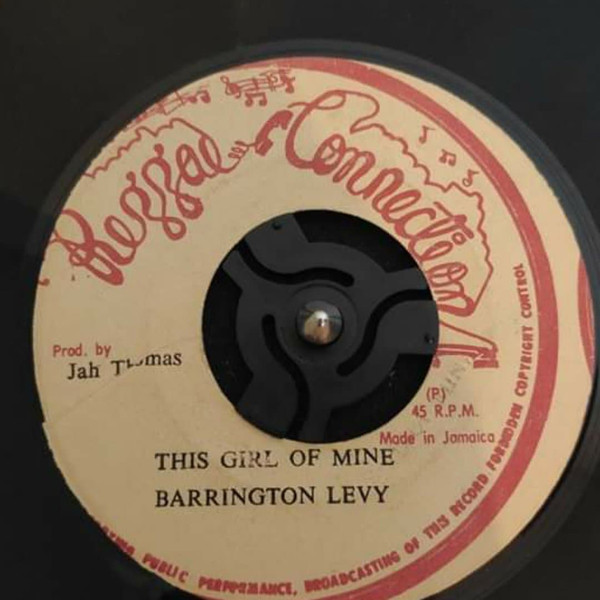 Reggae Connection
Prod. by
Jah Thomas
(P)
45 R.P.M.
Made in Jamaica
THIS GIRL OF MINE
BARRINGTON LEVY
PUBLIC PERFORMANCE, BROADCASTING OF THIS RECORD FORBIDDEN COPYRIGHT CONTROL